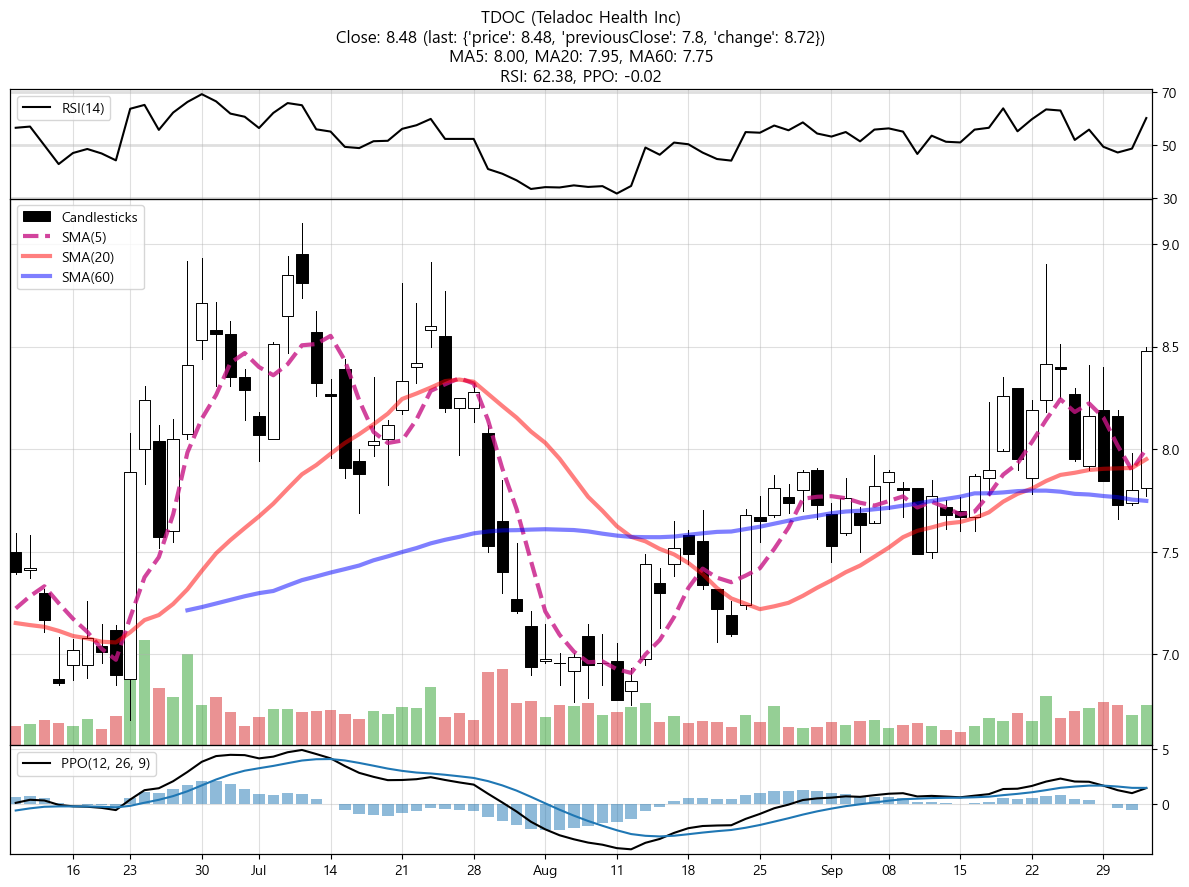 TDOC (Teladoc Health Inc)
Close: 8.48 (last: {'price': 8.48, 'previousClose': 7.8, 'change': 8.72})
MA5: 8.00, MA20: 7.95, MA60: 7.75
RSI: 62.38, PPO: -0.02
RSI(14)
70
50
30
Candlesticks
SMA(5)
SMA(20)
SMA(60)
9.0
8.5
8.0
7.5
7.0
PPO(12, 26, 9)
5
0
16 23 30 Jul 14 21 28 Aug 11 18 25 Sep 08 15 22 29